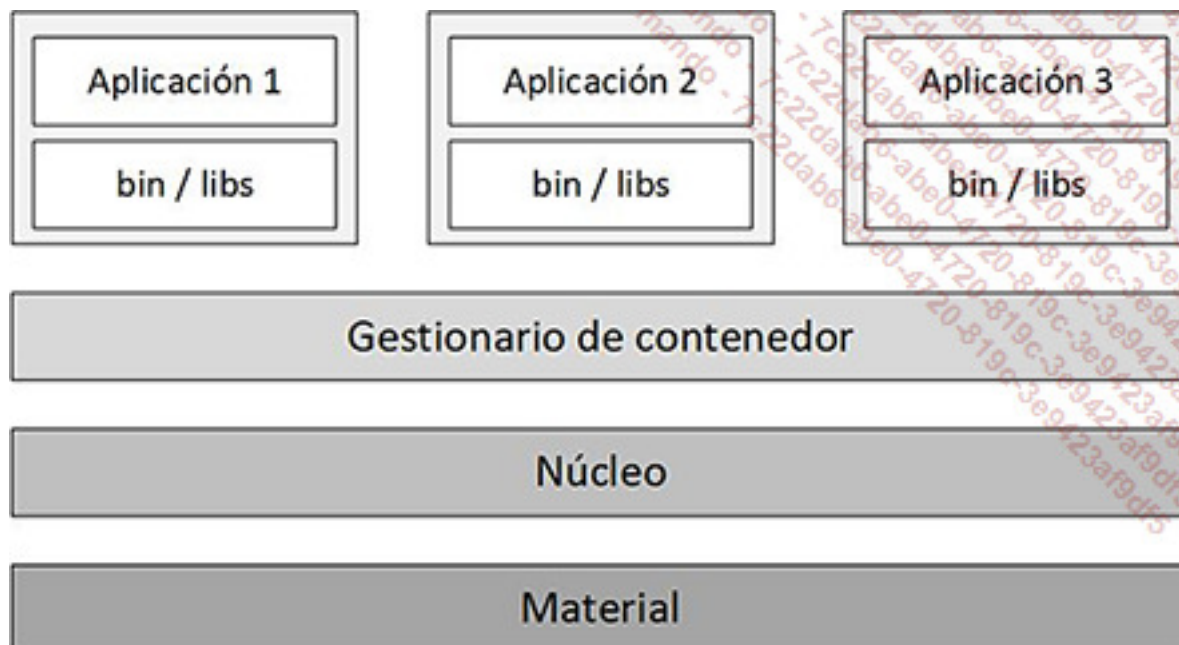 Aplicación 1
Aplicación 2
Aplicación 3
bin / libs
bin / libs
bin / libs
Gestionario de contenedor
Núcleo
Material